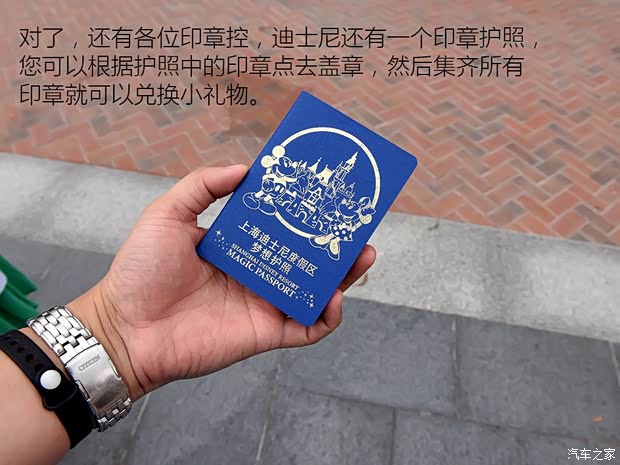 对了，还有各位印章控，迪士尼还有一个印章护照，
您可以根据护照中的印章点去盖章，然后集齐所有
印章就可以兑换小礼物。
上海迪士尼度假区
梦想护照
SHANGHAI DISNEY RESORT
MAGIC PASSPORT
汽车之家